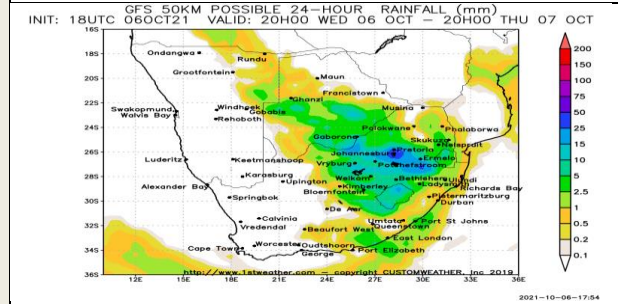 GFS 50KM POSSIBLE 24-HOUR RAINFALL (mm)
INIT: 18UTC 06OCT21 VALID: 20H00 WED 06 OCT – 20H00 THU 07 OCT
16S
Ondangwa
Rundu
200
18S
150
Grootfontein
Maun
100
20S
Francistown
75
Ghanzi
Musina
22S
Windhoek
Gobabis
50
Swakopmund
Walvis Bay
Rehoboth
Polokwane
Phalaborwa
25
24S
Gaborone
Skukuza
Pretoria
Nelspruit
15
26S
Johannesburg
Ermelo
Luderitz
Keetmanshoop
Vryburg
Potchefstroom
10
Karasburg
Welkom
Bethlehem
Ulundi
5
28S
Alexander Bay
Upington
Kimberley
Ladysmith
Richards Bay
Springbok
Bloemfontein
Pietermaritzburg
2.5
Durban
30S
De Aar
1
Calvinia
Umtata
Port St Johns
Vredendal
Queenstown
0.5
32S
Beaufort West
East London
0.2
Cape Town
Worcester
Oudtshoorn
34S
George
Port Elizabeth
0.1
http://www.1stweather.com – copyright CUSTOMWEATHER, Inc 2019
36S
12E 15E 18E 21E 24E 27E 30E 33E 36E
2021-10-06-17:54